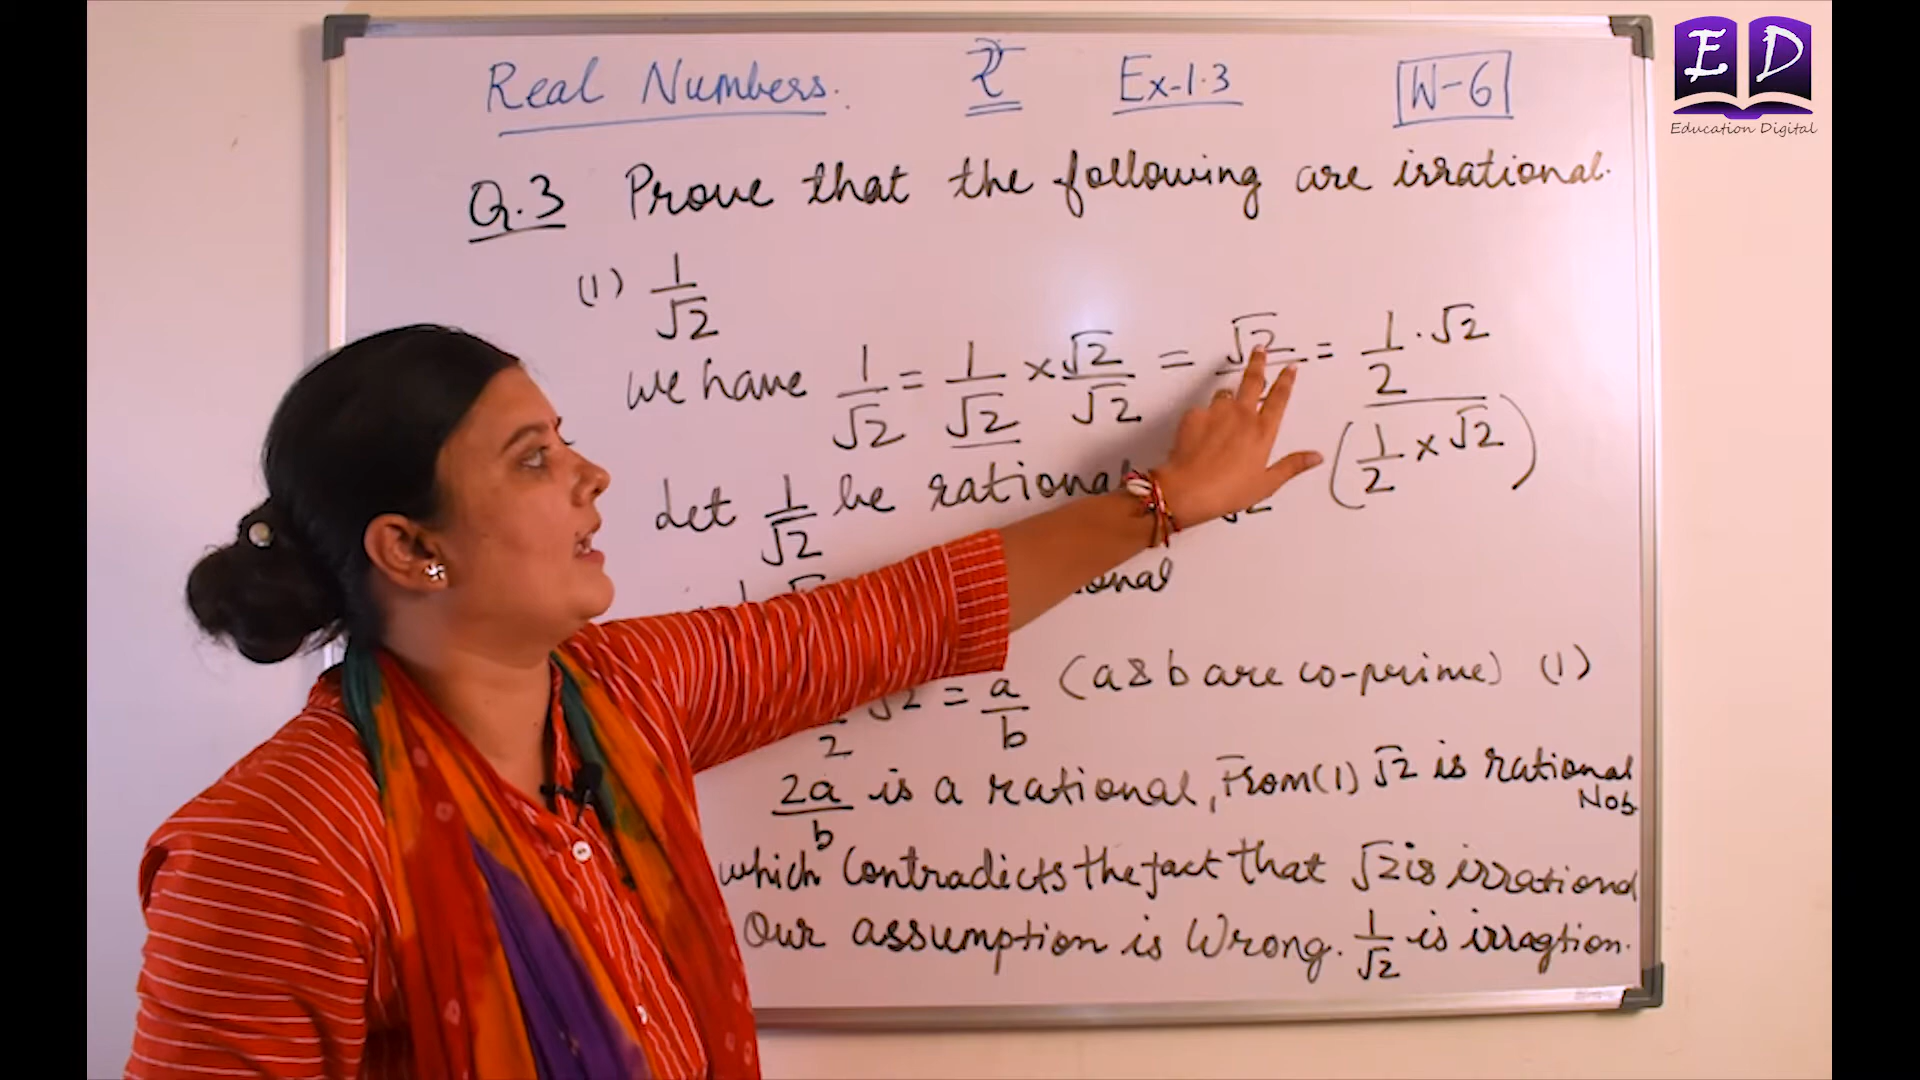 Real Numbers. Ex-1.3 W-6
E D
Education Digital
Q.3 Prove that the following are irrational.
(1) 1/√2
we have 1/√2 = 1/√2 × √2/√2 = √2 = 1/2 . √2
(1/2 × √2)
Let 1/√2 be rational
√2 = a/b (a & b are co-prime) (1)
2
2a/b is a rational, From (1) √2 is rational
which contradicts the fact that √2 is irrational
Our assumption is Wrong. 1/√2 is irragtion.